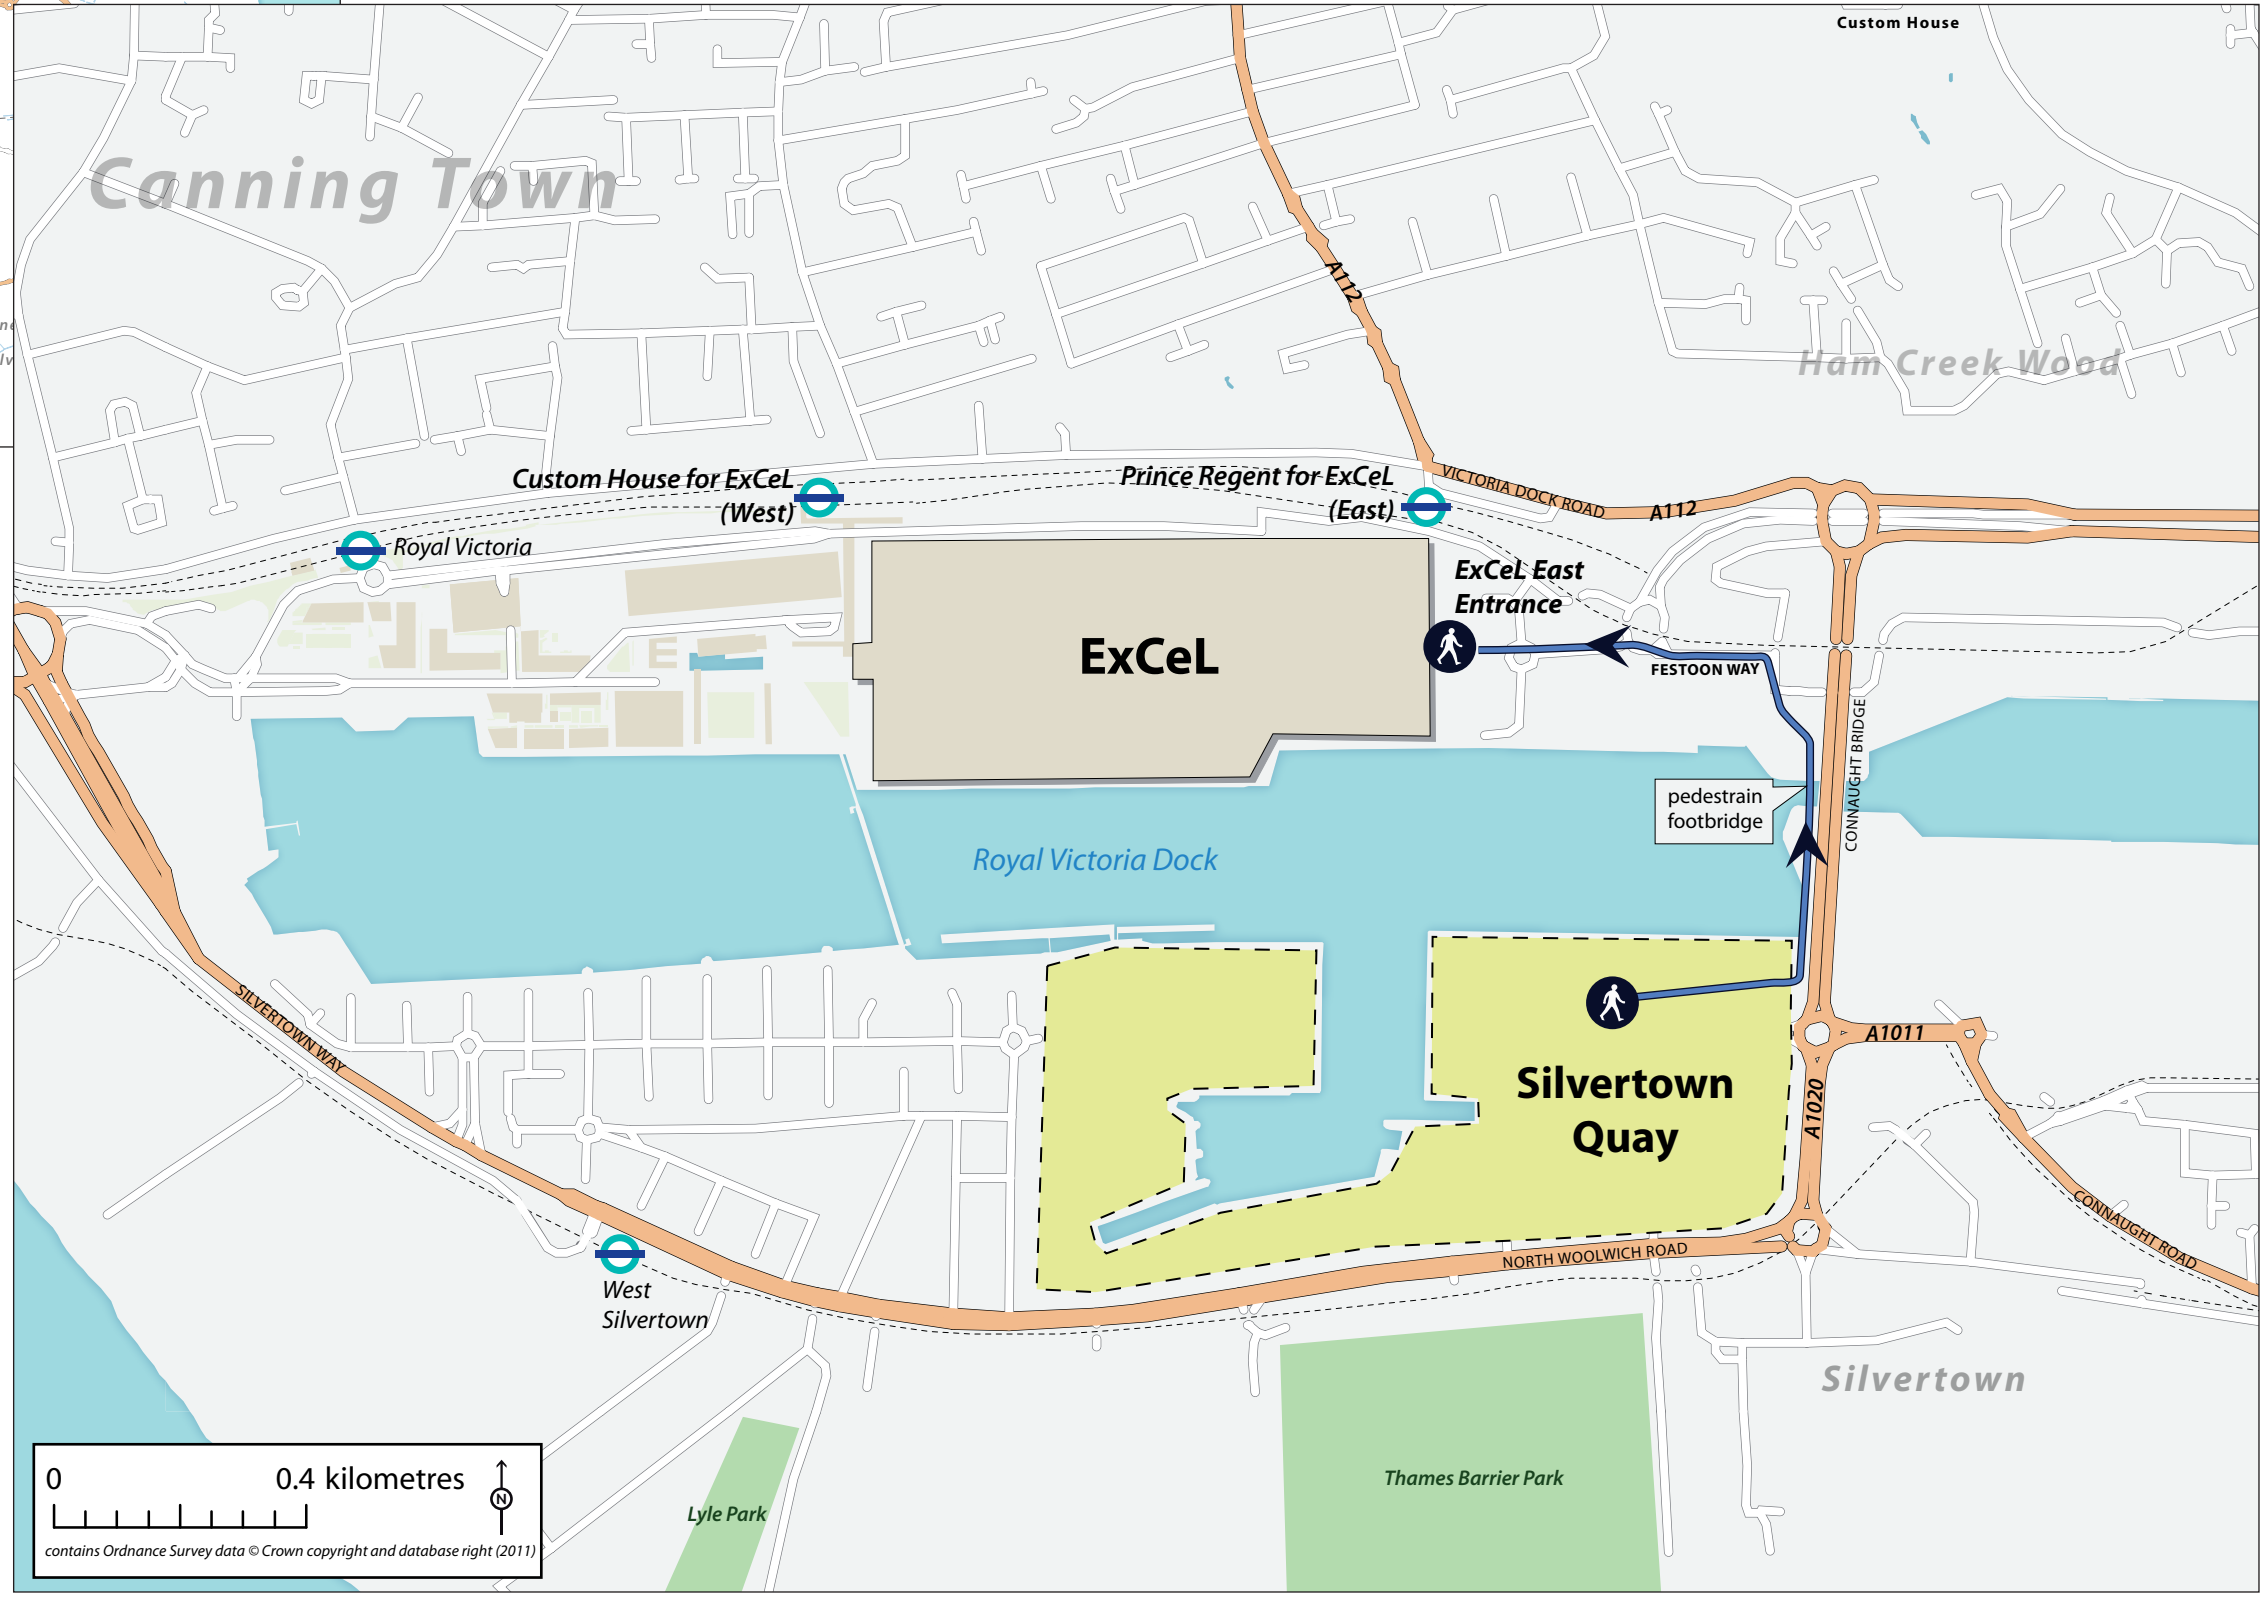 Custom House
Canning Town
A112
Ham Creek Wood
Custom House for ExCeL
(West)
Prince Regent for ExCeL
(East)
VICTORIA DOCK ROAD
A112
Royal Victoria
ExCeL East
Entrance
ExCeL
FESTOON WAY
CONNAUGHT BRIDGE
pedestrain
footbridge
Royal Victoria Dock
SILVERTOWN WAY
A1011
Silvertown
Quay
A1020
CONNAUGHT ROAD
NORTH WOOLWICH ROAD
West
Silvertown
Silvertown
Thames Barrier Park
Lyle Park
0 0.4 kilometres
N
contains Ordnance Survey data © Crown copyright and database right (2011)